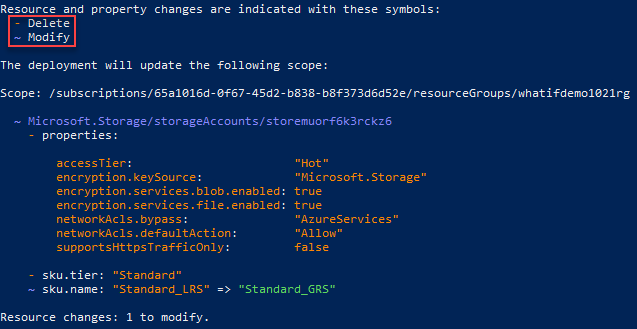 Resource and property changes are indicated with these symbols:
- Delete
~ Modify
The deployment will update the following scope:
Scope: /subscriptions/65a1016d-0f67-45d2-b838-b8f373d6d52e/resourceGroups/whatifdemo1021rg
~ Microsoft.Storage/storageAccounts/storemuorf6k3rckz6
- properties:
accessTier: "Hot"
encryption.keySource: "Microsoft.Storage"
encryption.services.blob.enabled: true
encryption.services.file.enabled: true
networkAcls.bypass: "AzureServices"
networkAcls.defaultAction: "Allow"
supportsHttpsTrafficOnly: false
- sku.tier: "Standard"
~ sku.name: "Standard_LRS" => "Standard_GRS"
Resource changes: 1 to modify.